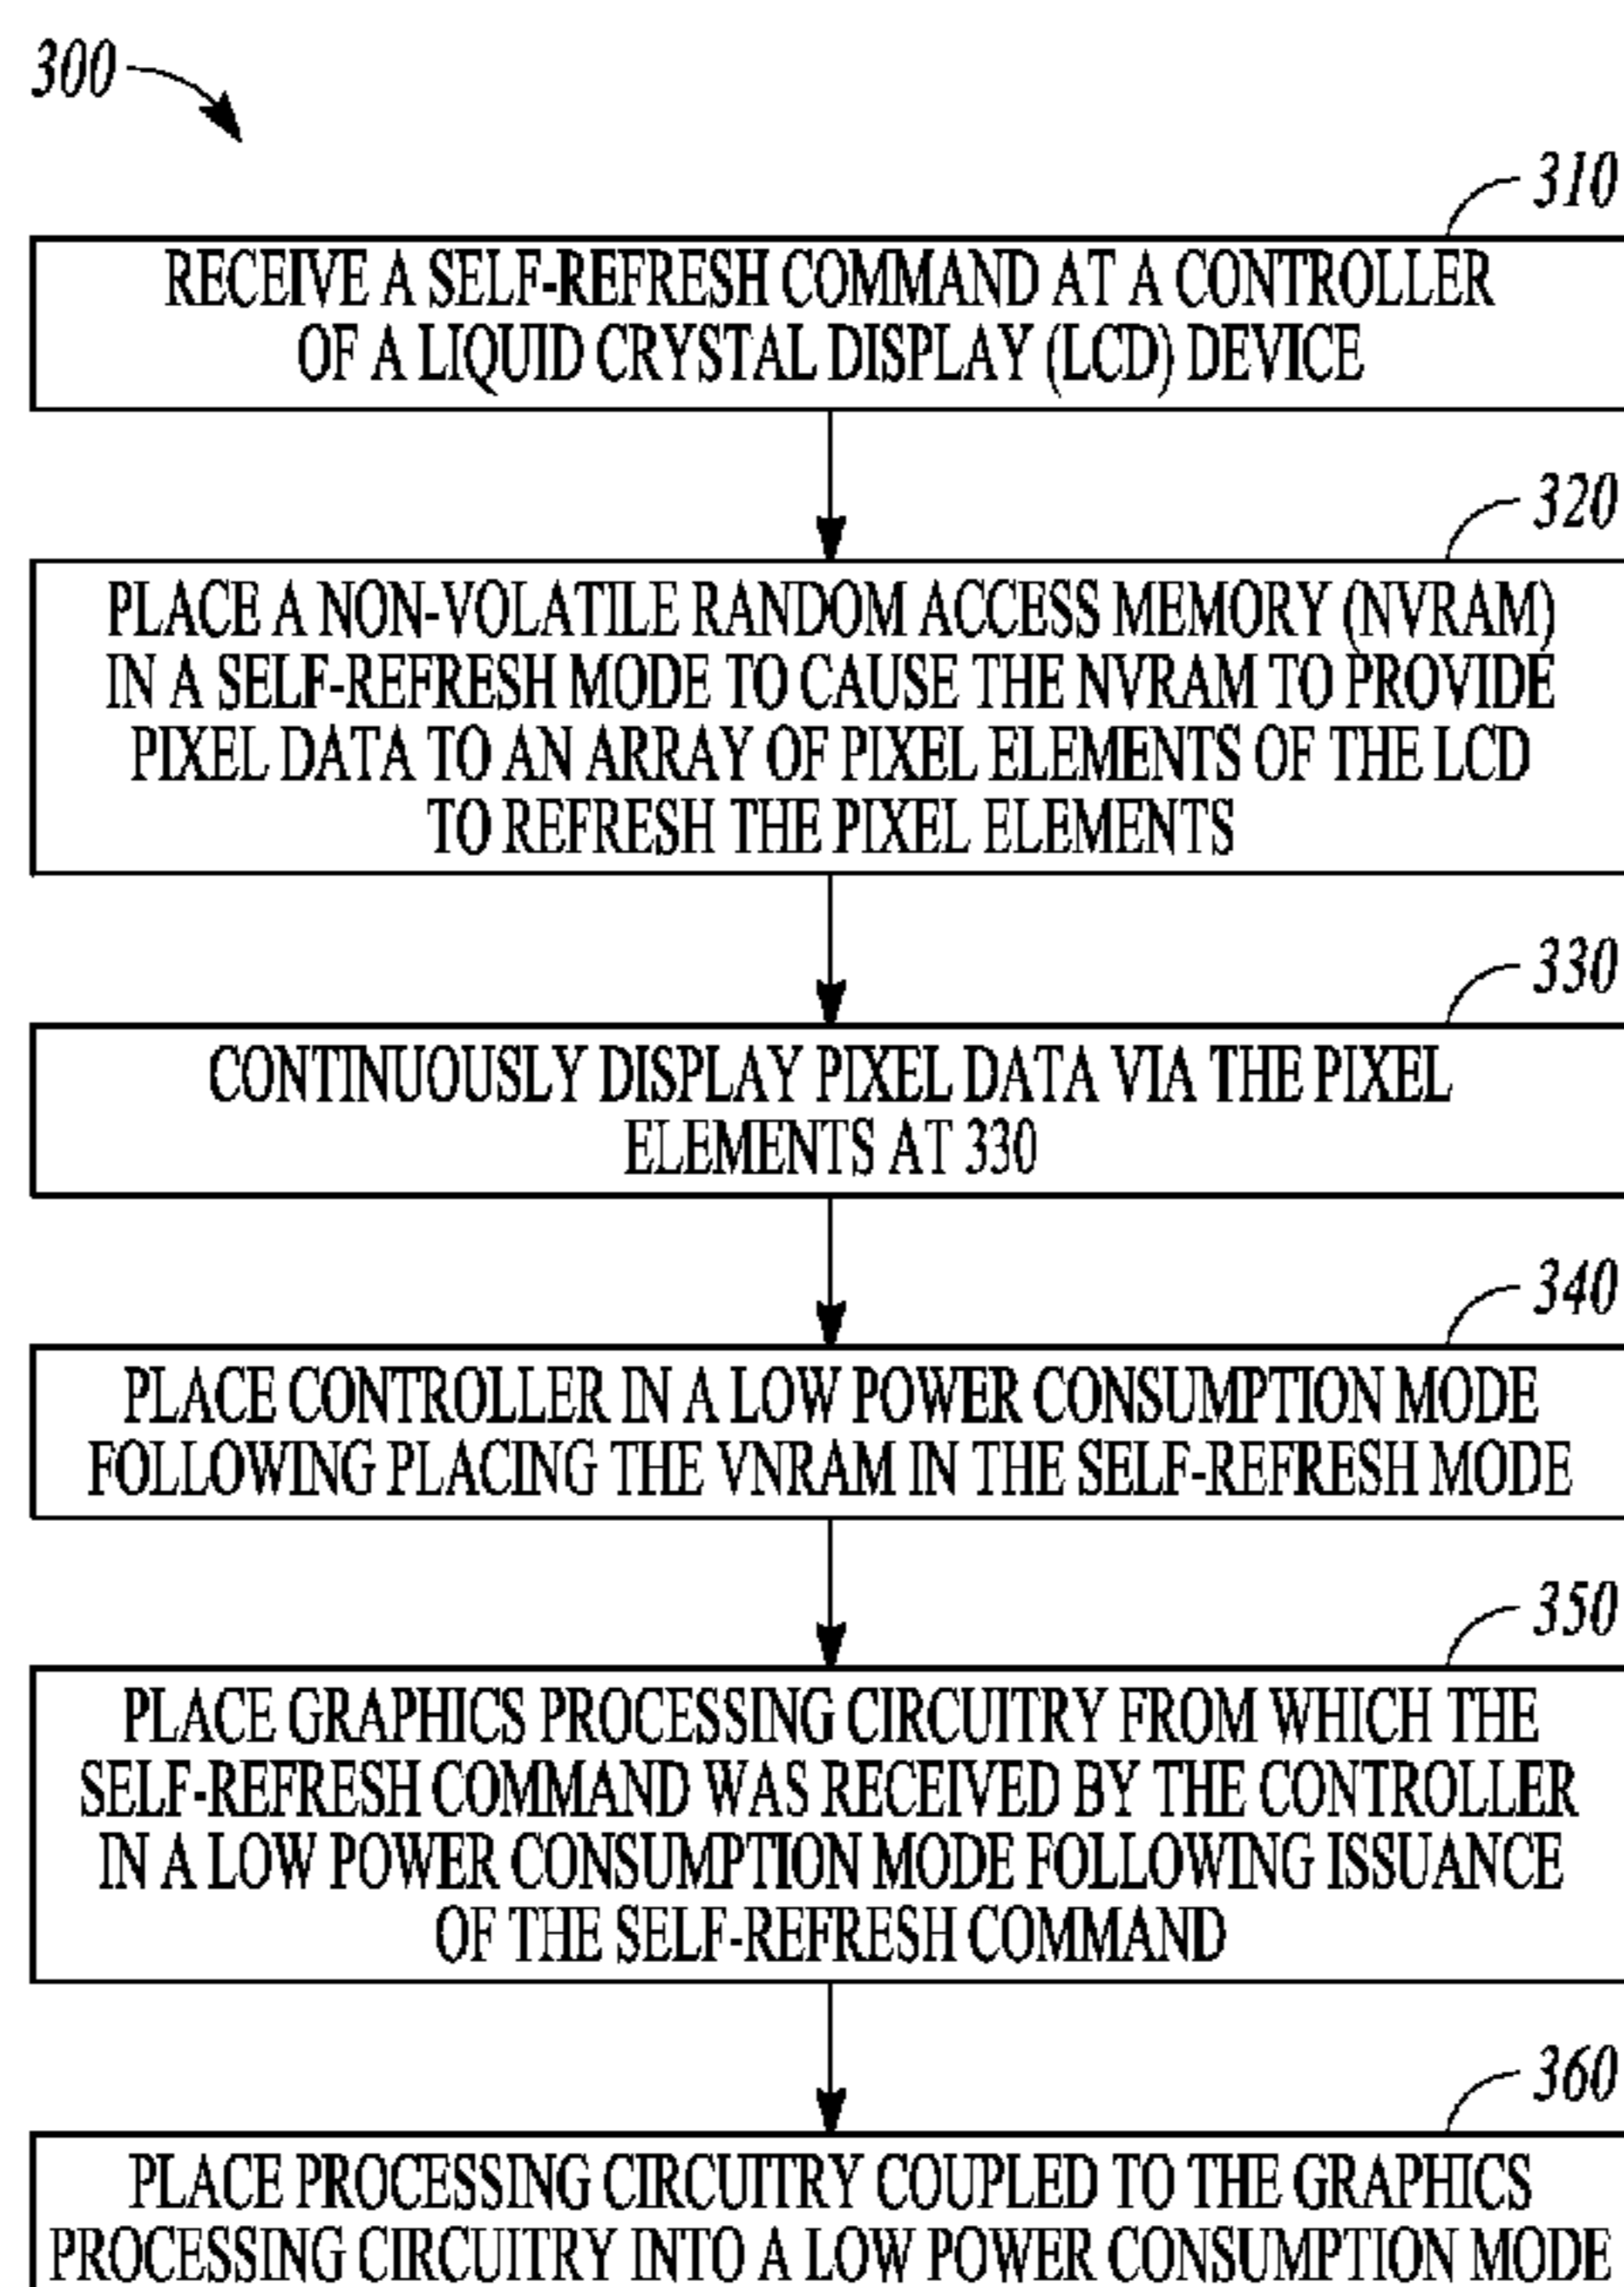 300
310
RECEIVE A SELF-REFRESH COMMAND AT A CONTROLLER
OF A LIQUID CRYSTAL DISPLAY (LCD) DEVICE
320
PLACE A NON-VOLATILE RANDOM ACCESS MEMORY (NVRAM)
IN A SELF-REFRESH MODE TO CAUSE THE NVRAM TO PROVIDE
PIXEL DATA TO AN ARRAY OF PIXEL ELEMENTS OF THE LCD
TO REFRESH THE PIXEL ELEMENTS
330
CONTINUOUSLY DISPLAY PIXEL DATA VIA THE PIXEL
ELEMENTS AT 330
340
PLACE CONTROLLER IN A LOW POWER CONSUMPTION MODE
FOLLOWING PLACING THE VNRAM IN THE SELF-REFRESH MODE
350
PLACE GRAPHICS PROCESSING CIRCUITRY FROM WHICH THE
SELF-REFRESH COMMAND WAS RECEIVED BY THE CONTROLLER
IN A LOW POWER CONSUMPTION MODE FOLLOWING ISSUANCE
OF THE SELF-REFRESH COMMAND
360
PLACE PROCESSING CIRCUITRY COUPLED TO THE GRAPHICS
PROCESSING CIRCUITRY INTO A LOW POWER CONSUMPTION MODE